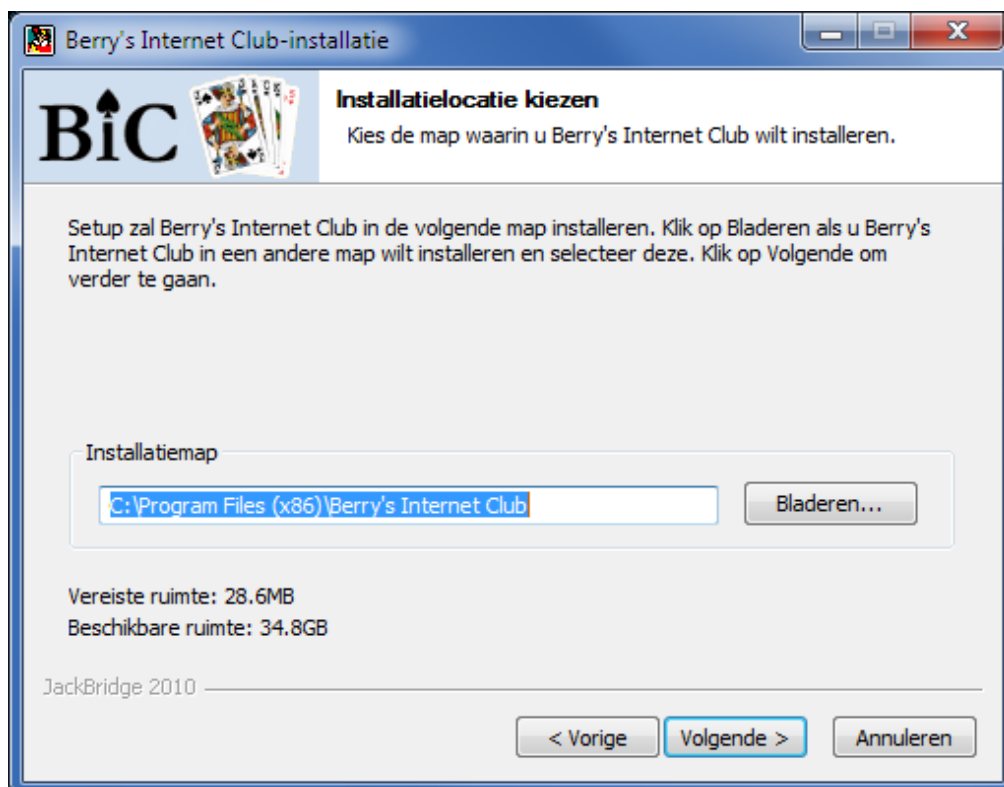 Berry's Internet Club-installatie
BiC
Installatielocatie kiezen
Kies de map waarin u Berry's Internet Club wilt installeren.
Setup zal Berry's Internet Club in de volgende map installeren. Klik op Bladeren als u Berry's
Internet Club in een andere map wilt installeren en selecteer deze. Klik op Volgende om
verder te gaan.
Installatiemap
C:\Program Files (x86)\Berry's Internet Club
Bladeren...
Vereiste ruimte: 28.6MB
Beschikbare ruimte: 34.8GB
JackBridge 2010
< Vorige
Volgende >
Annuleren